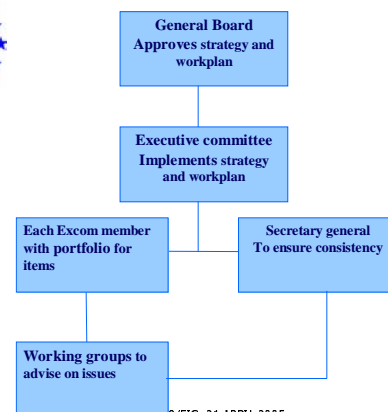 General Board
Approves strategy and
workplan
Executive committee
Implements strategy
and workplan
Each Excom member
with portfolio for
items
Secretary general
To ensure consistency
Working groups to
advise on issues